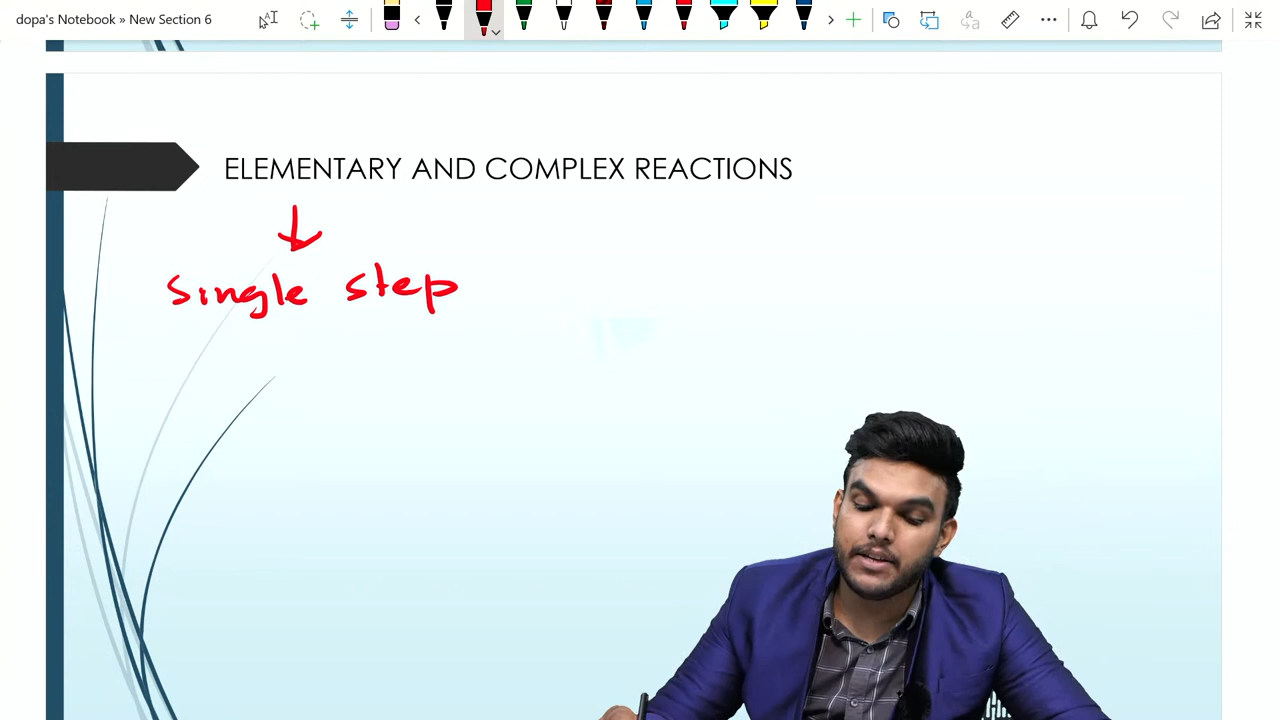 dopa's Notebook » New Section 6
ELEMENTARY AND COMPLEX REACTIONS
single step